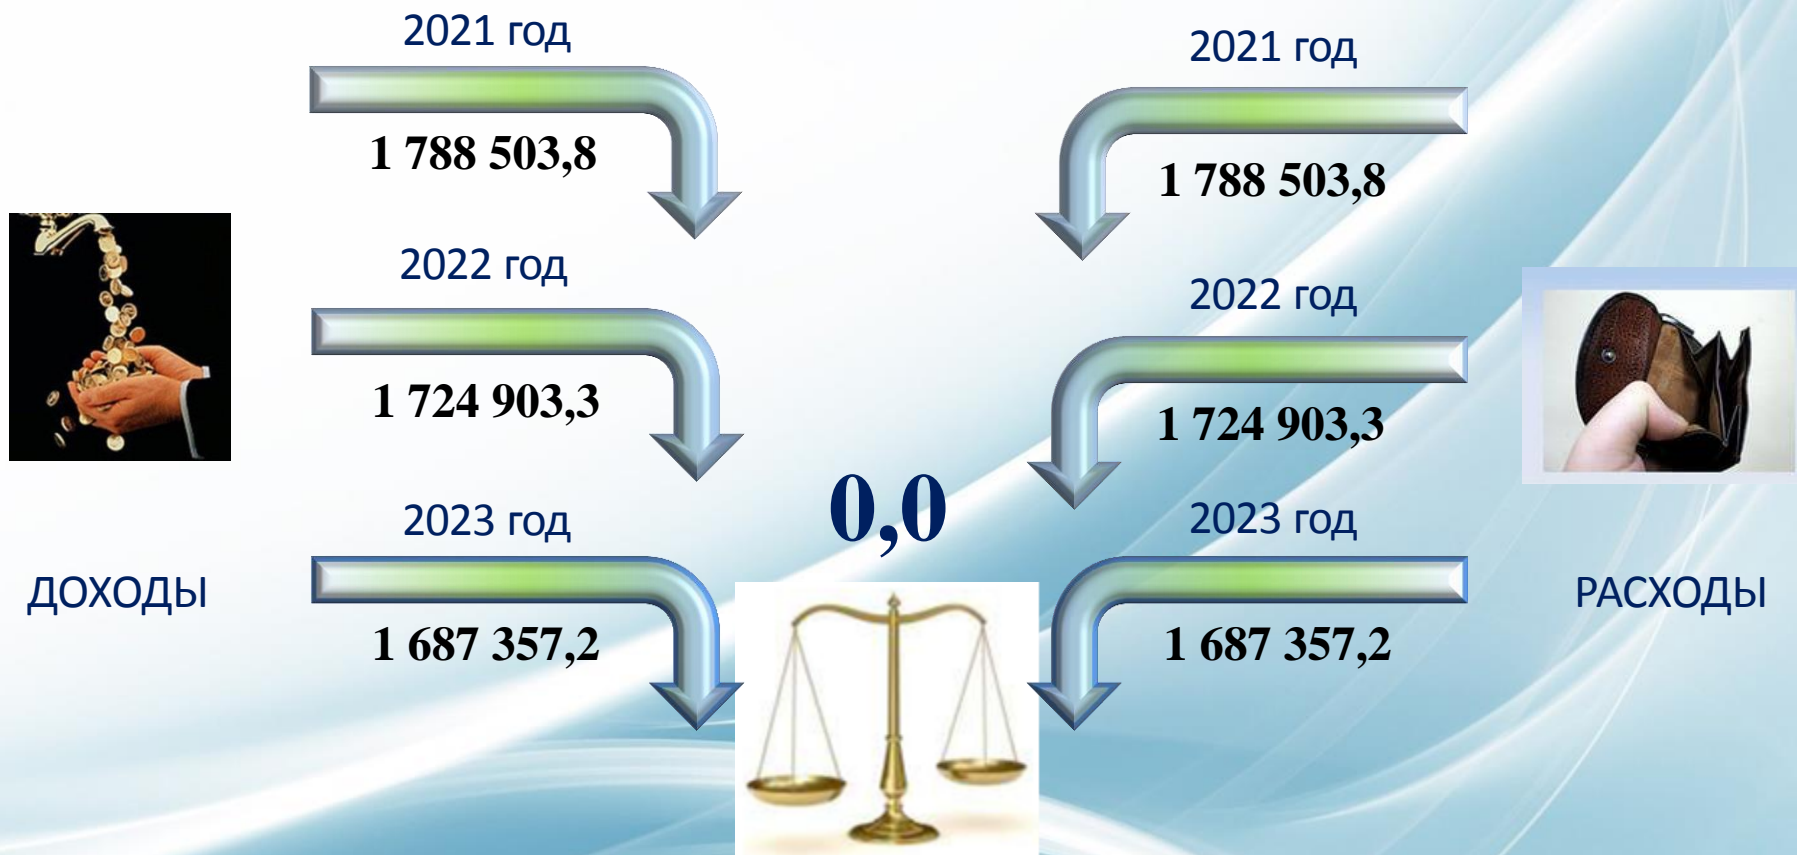 2021 год
1 788 503,8
2022 год
1 724 903,3
2023 год
1 687 357,2
ДОХОДЫ
0,0
2021 год
1 788 503,8
2022 год
1 724 903,3
2023 год
1 687 357,2
РАСХОДЫ